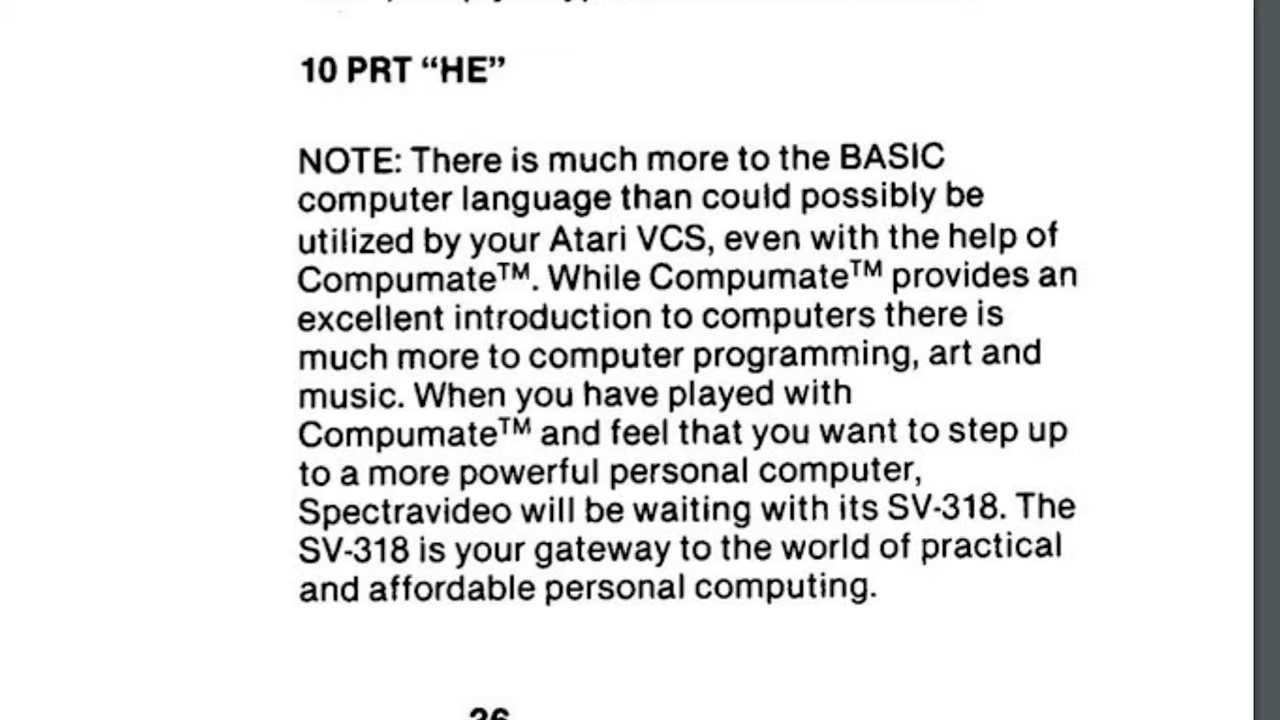 10 PRT “HE”
NOTE: There is much more to the BASIC
computer language than could possibly be
utilized by your Atari VCS, even with the help of
Compumate™. While Compumate™ provides an
excellent introduction to computers there is
much more to computer programming, art and
music. When you have played with
Compumate™ and feel that you want to step up
to a more powerful personal computer,
Spectravideo will be waiting with its SV-318. The
SV-318 is your gateway to the world of practical
and affordable personal computing.